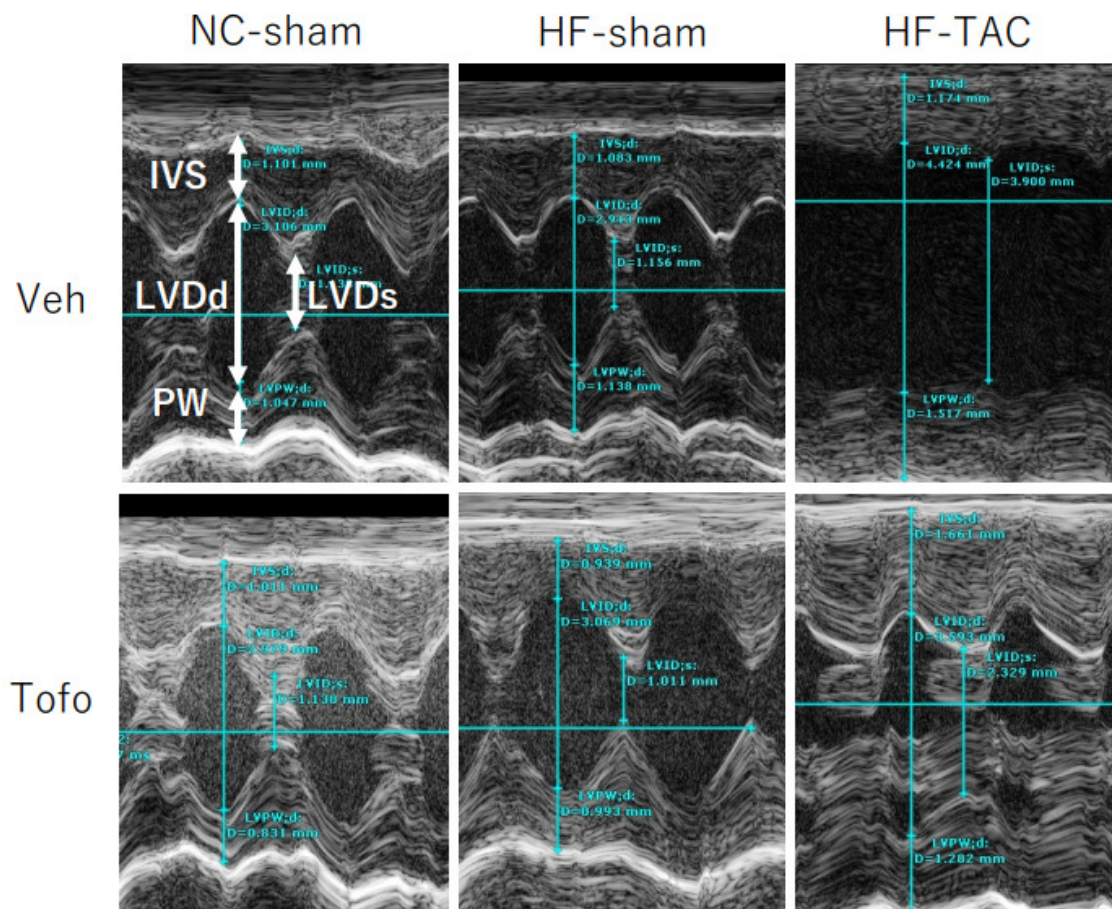 NC-sham HF-sham HF-TAC
Veh
IVS
LVDd
LVDs
PW
IVS;d:
D=1.101 mm
LVID;d:
D=3.106 mm
LVID;s:
LVPW;d:
D=1.047 mm
IVS;d:
D=1.083 mm
LVID;d:
LVID;s:
D=1.156 mm
LVPW;d:
D=1.138 mm
IVS;d:
D=1.174 mm
LVID;d:
D=4.424 mm
LVID;s:
D=3.900 mm
LVPW;d:
D=1.517 mm
Tofo
IVS;d:
D=1.011 mm
LVID;d:
LVID;s:
D=1.138 mm
LVPW;d:
D=0.831 mm
IVS;d:
D=0.939 mm
LVID;d:
D=3.069 mm
LVID;s:
D=1.011 mm
LVPW;d:
D=0.993 mm
IVS;d:
D=1.661 mm
LVID;d:
D=3.593 mm
LVID;s:
D=2.329 mm
LVPW;d:
D=1.282 mm